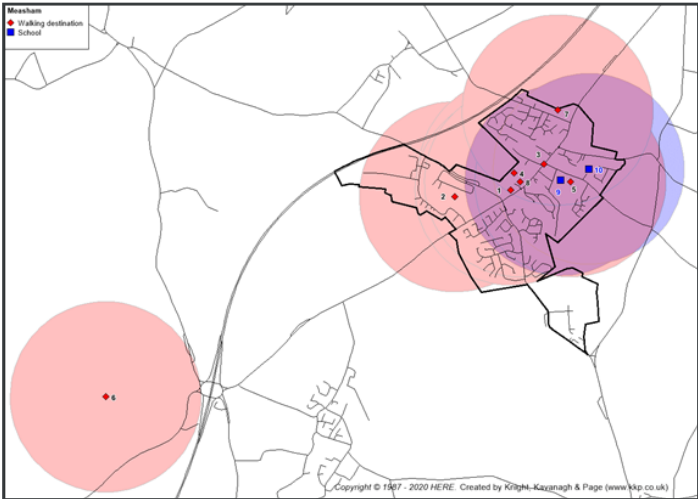 Measham
Walking destination
School
7
3
10
4
8
9
5
1
2
6
Copyright © 1987 - 2020 HERE. Created by Knight, Kavanagh & Page (www.kkp.co.uk)